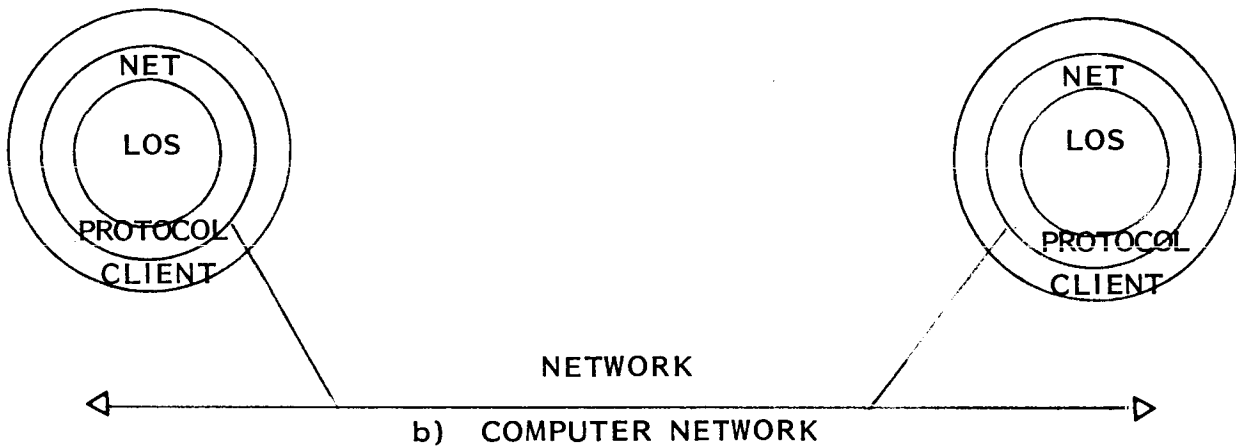 NET
LOS
PROTOCOL
CLIENT
NET
LOS
PROTOCOL
CLIENT
NETWORK
b) COMPUTER NETWORK